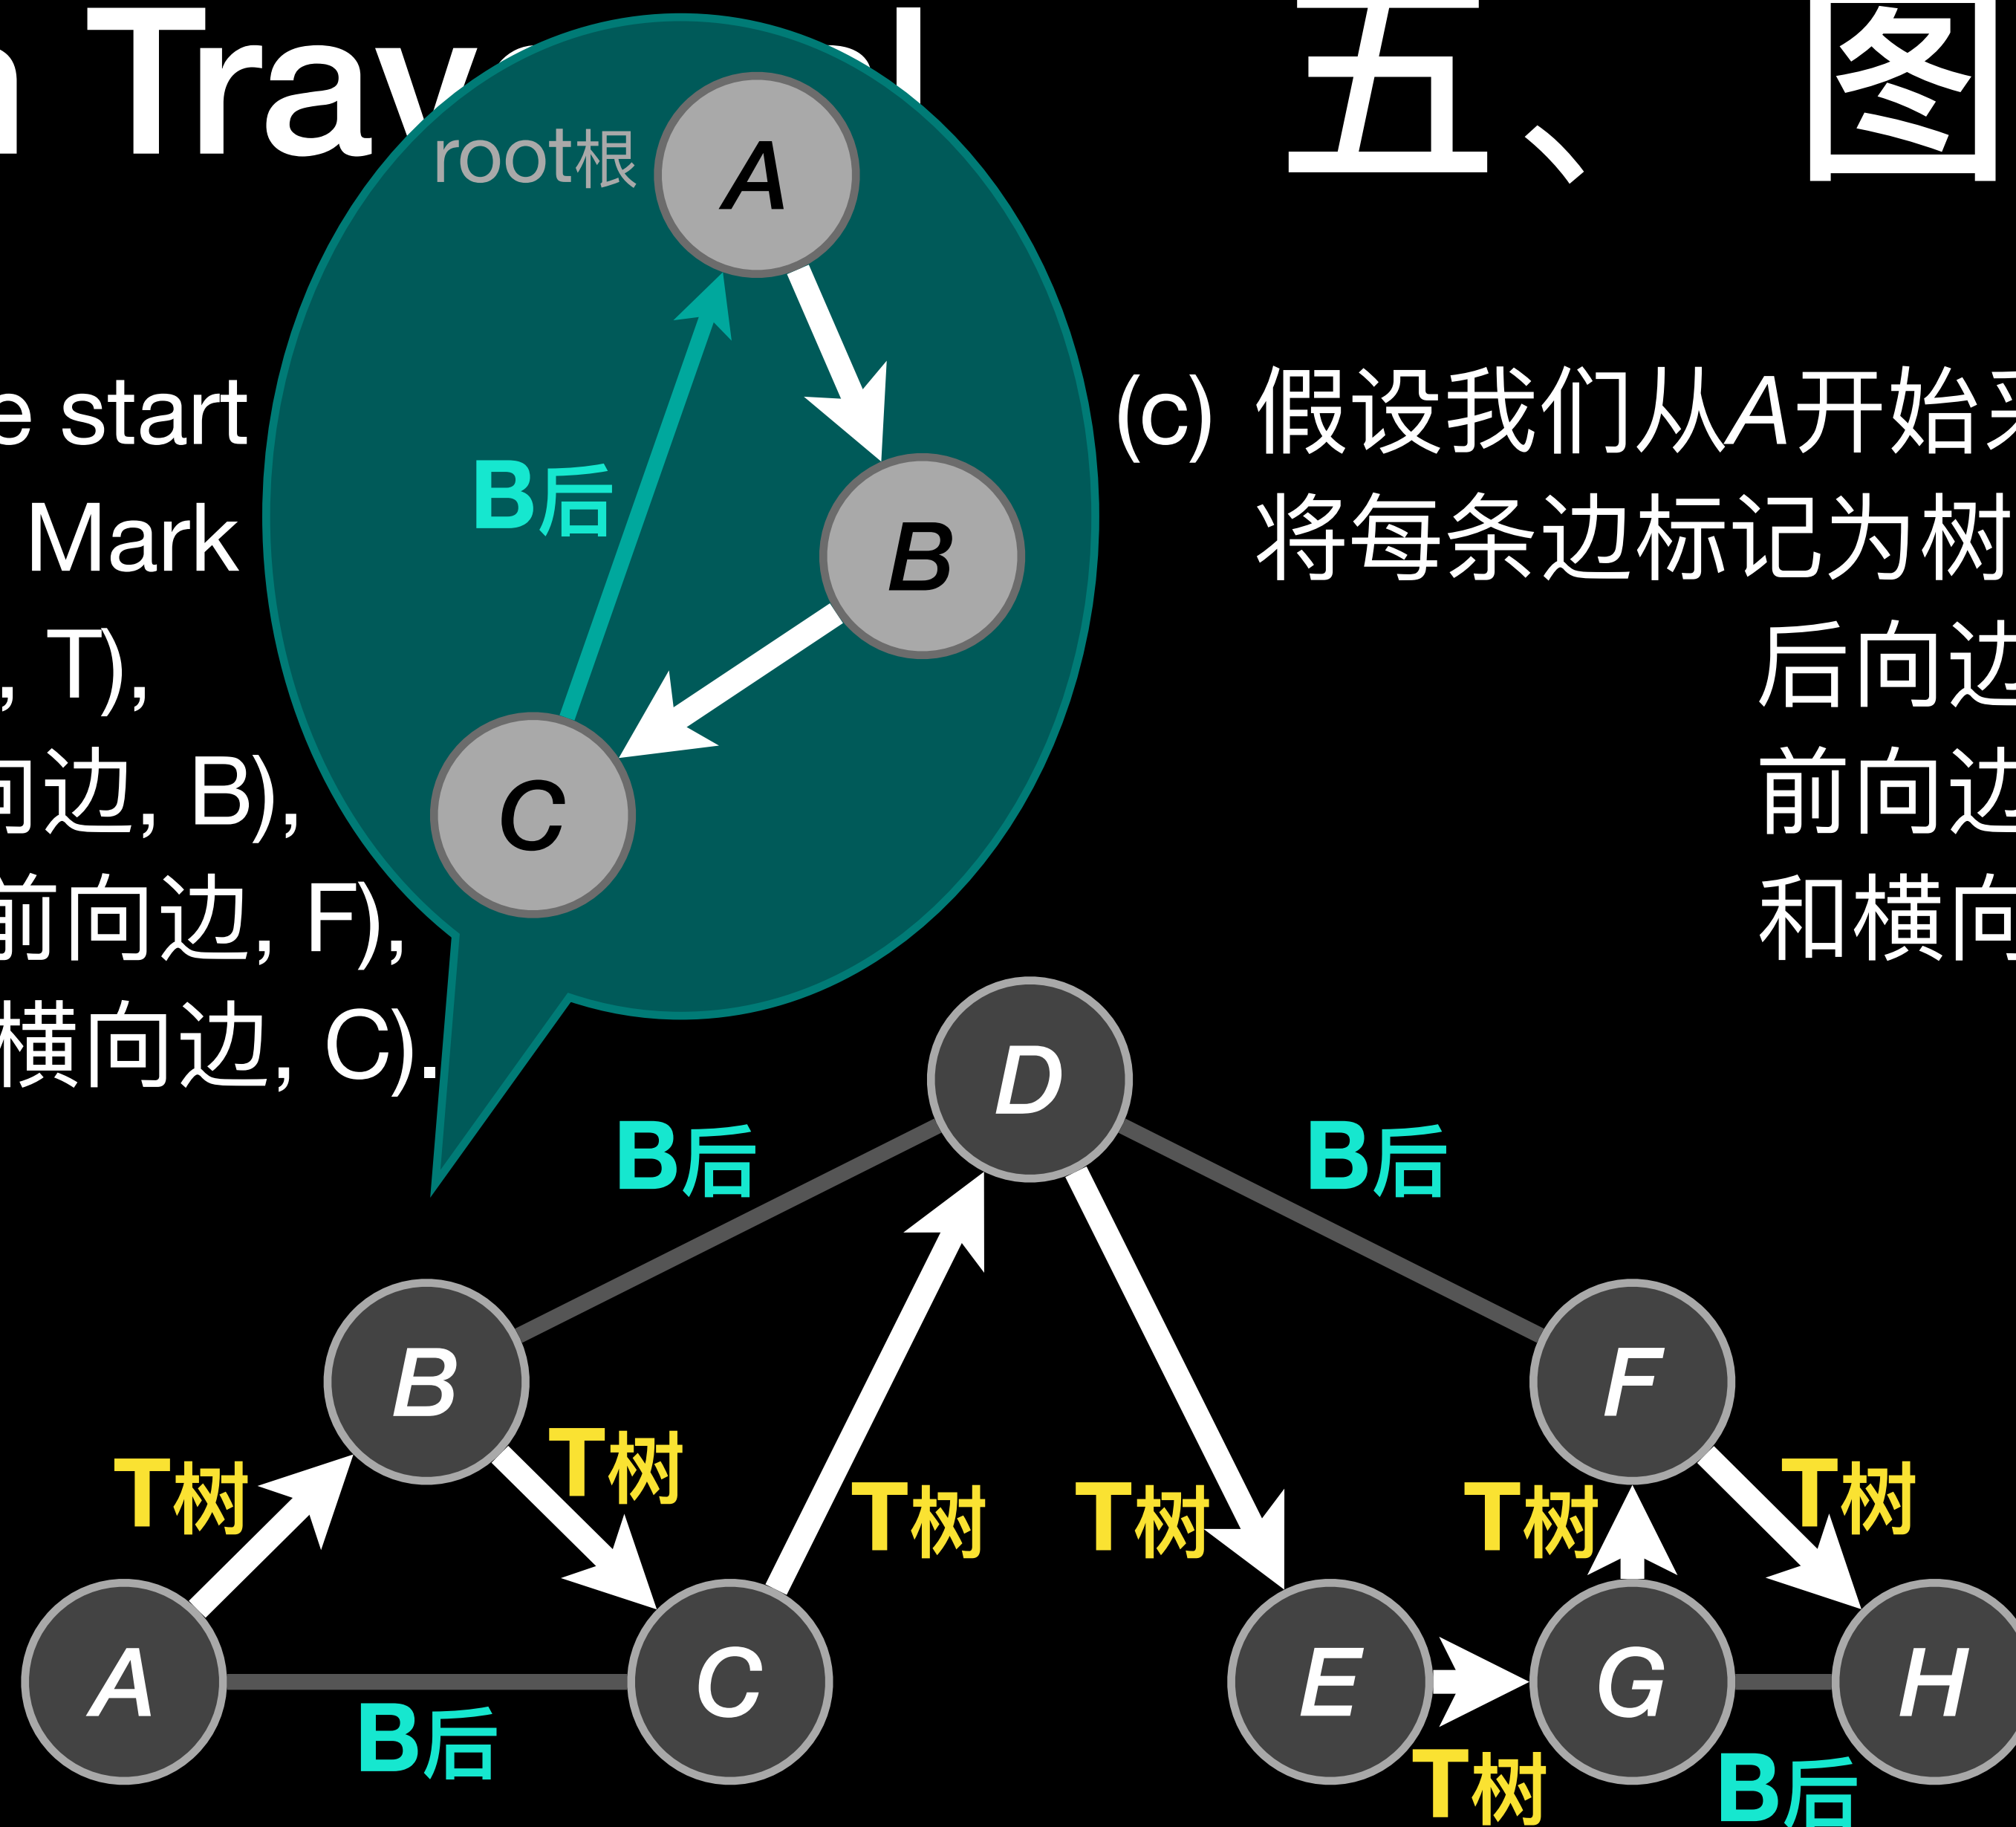 root根
A
B后
B
C
五、 图
e start
Mark
, T),
向边, B),
前向边, F),
横向边, C).
(c) 假设我们从A开始
将每条边标记为树
后向边
前向边
和横向
D
B后
B后
B
F
T树
T树
T树
T树
T树
T树
A
C
E
G
H
B后
T树
B后